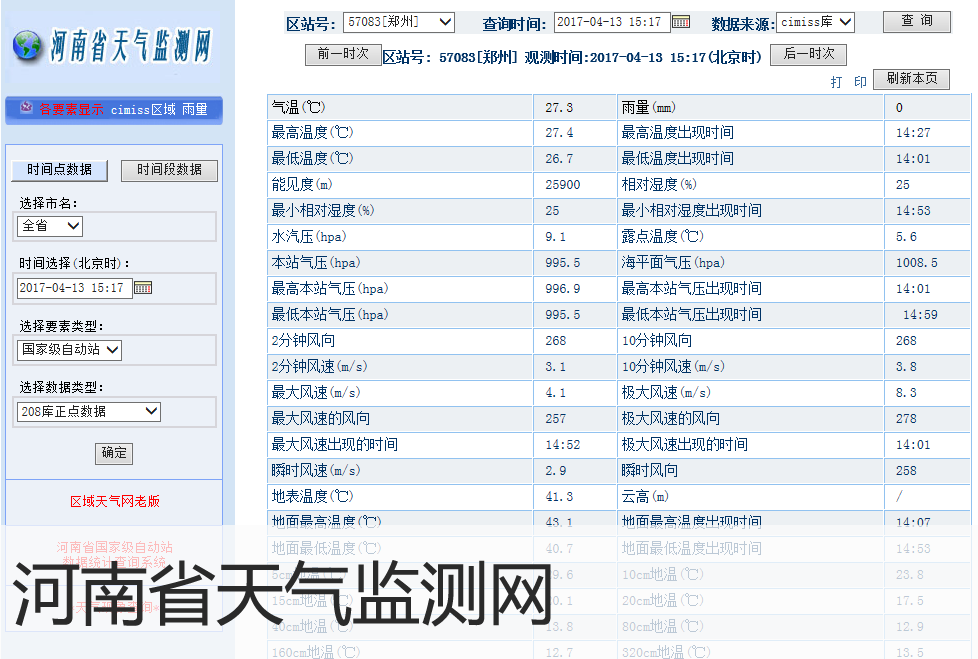 河南省天气监测网
各要素显示 cimiss区域 雨量
时间点数据 时间段数据
选择市名：
全省
时间选择(北京时)：
2017-04-13 15:17
选择要素类型：
国家级自动站
选择数据类型：
208库正点数据
确定
区域天气网老版
河南省国家级自动站
数据统计查询系统
区站号： 57083[郑州] 查询时间： 2017-04-13 15:17 数据来源： cimiss库 查 询
前一时次 区站号： 57083[郑州] 观测时间:2017-04-13 15:17(北京时) 后一时次
打 印 刷新本页
气温(℃) 27.3 雨量(mm) 0
最高温度(℃) 27.4 最高温度出现时间 14:27
最低温度(℃) 26.7 最低温度出现时间 14:01
能见度(m) 25900 相对湿度(%) 25
最小相对湿度(%) 25 最小相对湿度出现时间 14:53
水汽压(hpa) 9.1 露点温度(℃) 5.6
本站气压(hpa) 995.5 海平面气压(hpa) 1008.5
最高本站气压(hpa) 996.9 最高本站气压出现时间 14:01
最低本站气压(hpa) 995.5 最低本站气压出现时间 14:59
2分钟风向 268 10分钟风向 268
2分钟风速(m/s) 3.1 10分钟风速(m/s) 3.8
最大风速(m/s) 4.1 极大风速(m/s) 8.3
最大风速的风向 257 极大风速的风向 278
最大风速出现的时间 14:52 极大风速出现的时间 14:01
瞬时风速(m/s) 2.9 瞬时风向 258
地表温度(℃) 41.3 云高(m) /
地面最高温度(℃) 43.1 地面最高温度出现时间 14:07
地面最低温度(℃) 40.7 地面最低温度出现时间 14:53
5cm地温(℃) 10cm地温(℃) 23.8
15cm地温(℃) 20cm地温(℃) 17.5
40cm地温(℃) 80cm地温(℃) 12.9
160cm地温(℃) 12.7 320cm地温(℃) 13.5
河南省天气监测网